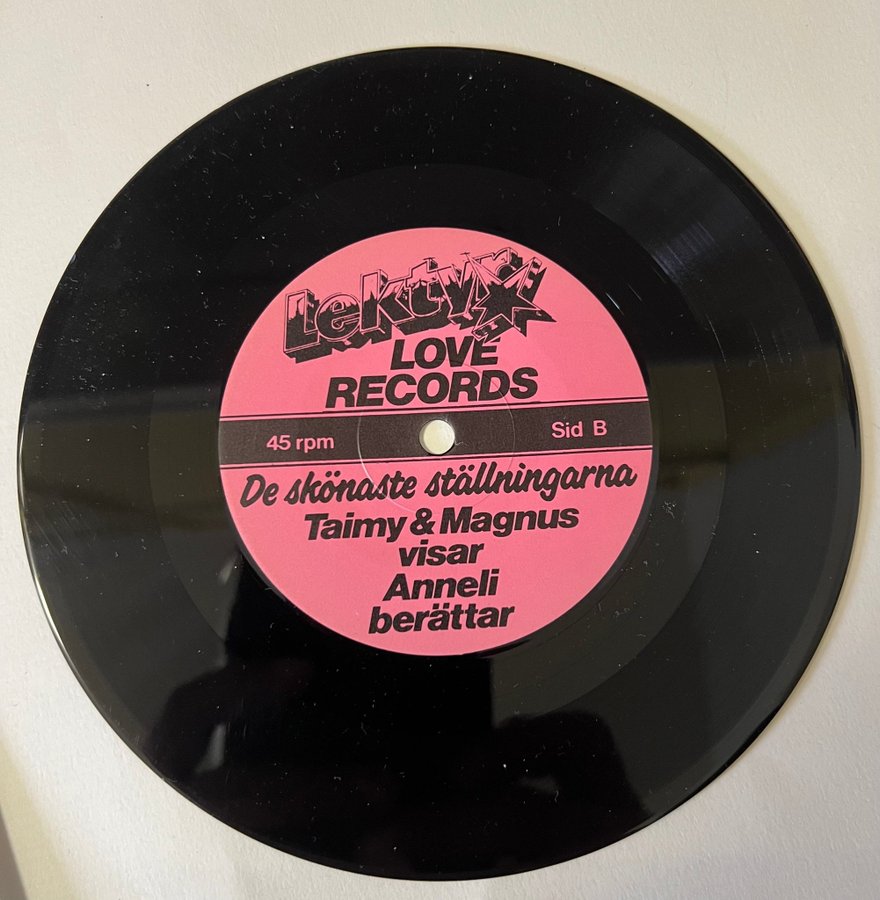 Lektyr
LOVE
RECORDS
45 rpm
Sid B
De skönaste ställningarna
Taimy & Magnus
visar
Anneli
berättar